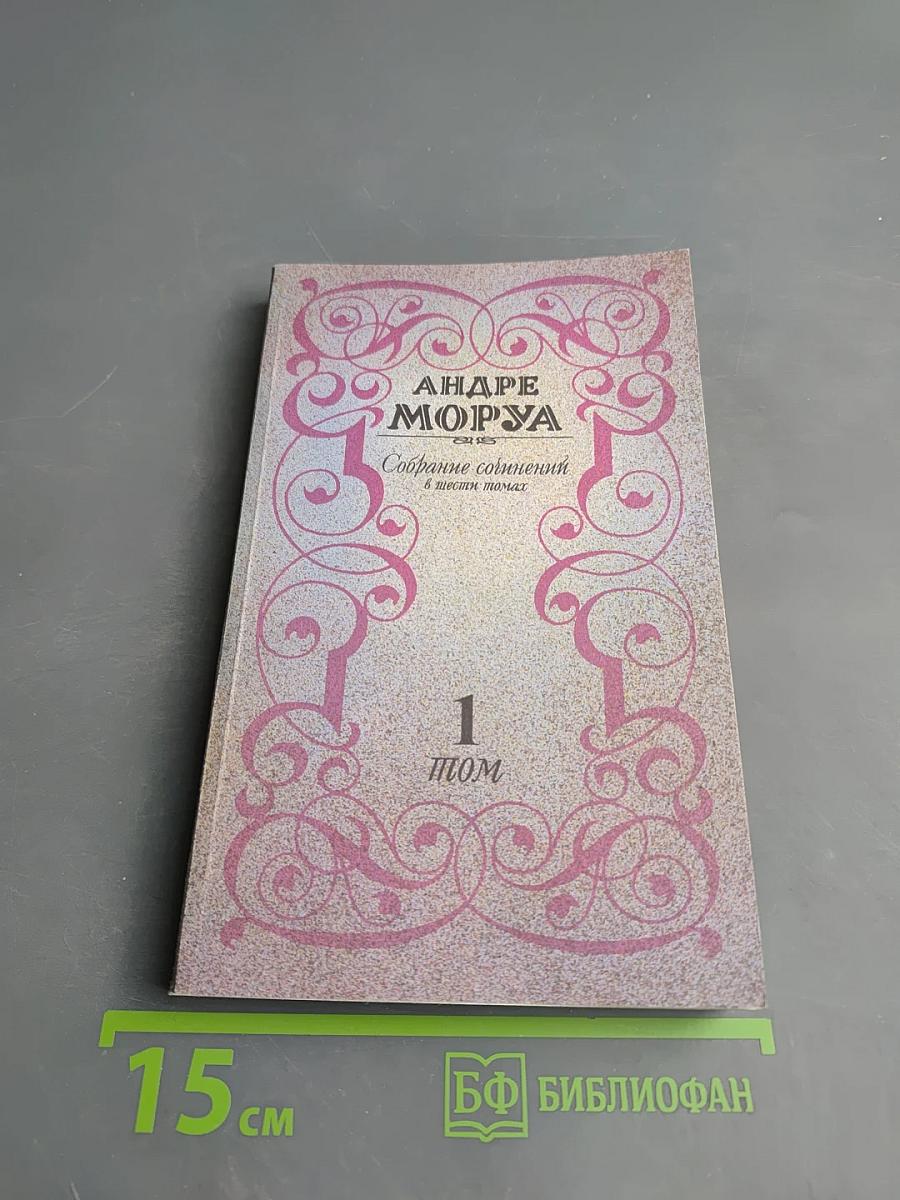 АНДРЕ
МОРУА
Собрание сочинений
в шести томах
1
том
15 см
БФ БИБЛИОФАН